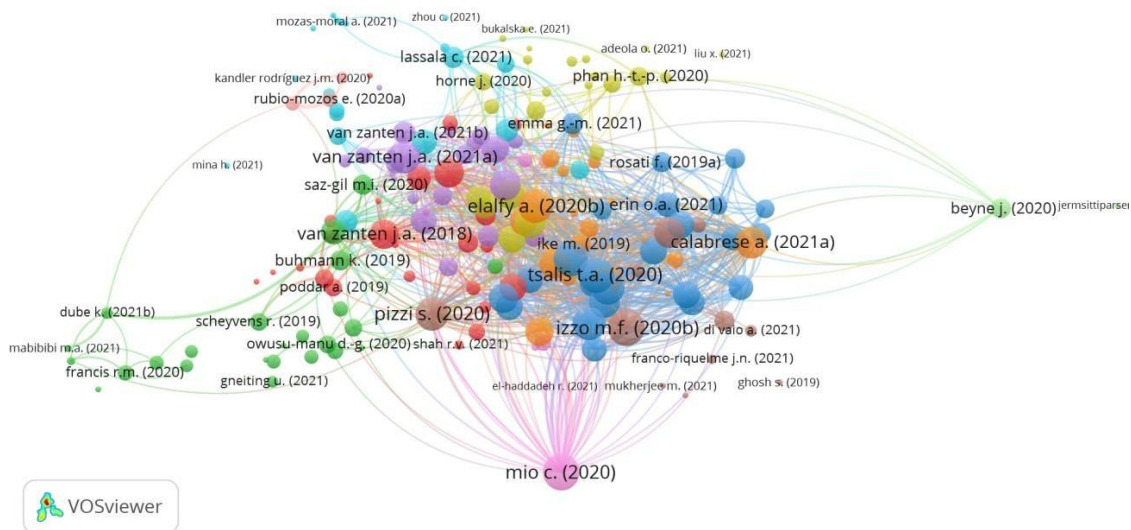 mozas-moral a. (2021)
zhou c. (2021)
bukalska e. (2021)
lassala c. (2021)
adeola o. (2021)
liu x. (2021)
kandler rodríguez j.m. (2020)
horne j. (2020)
phan h.-t.-p. (2020)
rubio-mozos e. (2020a)
emma g.-m. (2021)
van zanten j.a. (2021b)
van zanten j.a. (2021a)
rosati f. (2019a)
mina h. (2021)
saz-gil m.i. (2020)
elalfy a. (2020b)
erin o.a. (2021)
beyne j. (2020)
jermsittiparser
van zanten j.a. (2018)
ike m. (2019)
calabrese a. (2021a)
buhmann k. (2019)
tsalis t.a. (2020)
poddar a. (2019)
dube k. (2021b)
scheyvens r. (2019)
pizzi s. (2020)
izzo m.f. (2020b)
di vaio a. (2021)
mabibibi m.a. (2021)
owusu-manu d.-g. (2020)
shah r.v. (2021)
francis r.m. (2020)
franco-riquelme j.n. (2021)
gneiting u. (2021)
el-haddadeh r. (2021)
mukherjee m. (2021)
ghosh s. (2019)
mio c. (2020)
VOSviewer